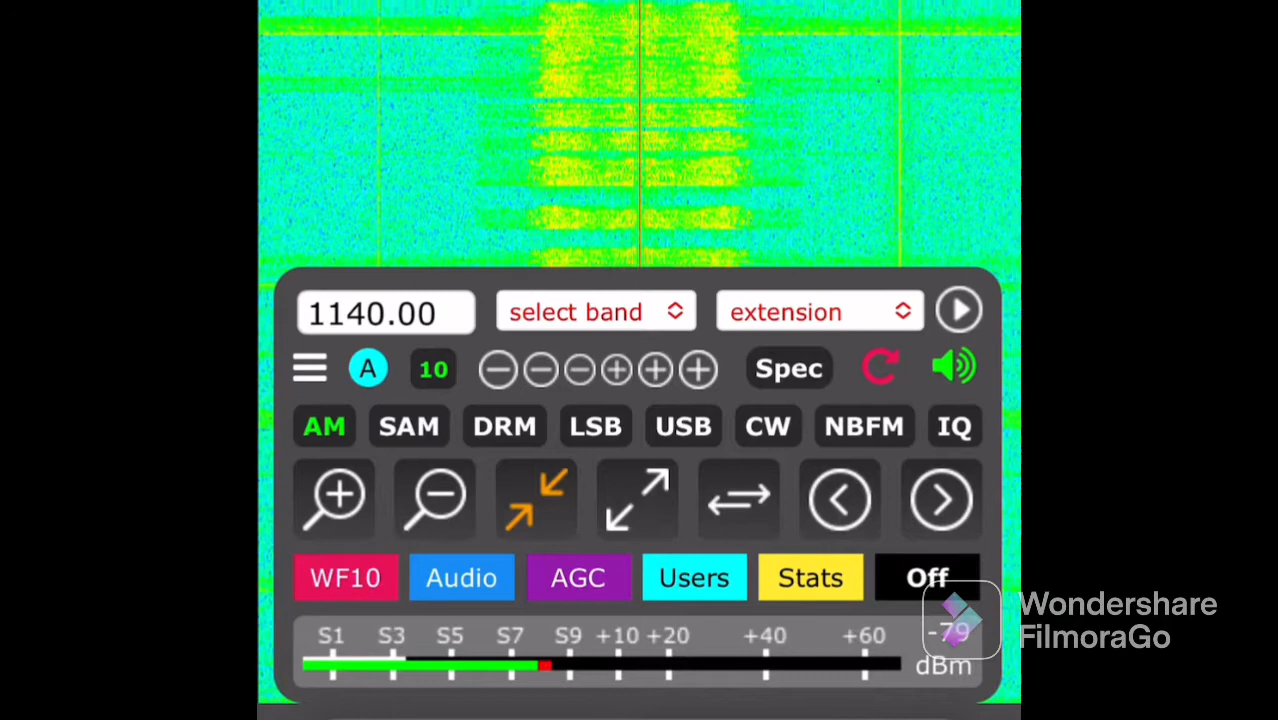 1140.00 select band extension
A 10 Spec
AM SAM DRM LSB USB CW NBFM IQ
WF10 Audio AGC Users Stats Off
S1 S3 S5 S7 S9 +10 +20 +40 +60 -79
dBm
Wondershare
FilmoraGo